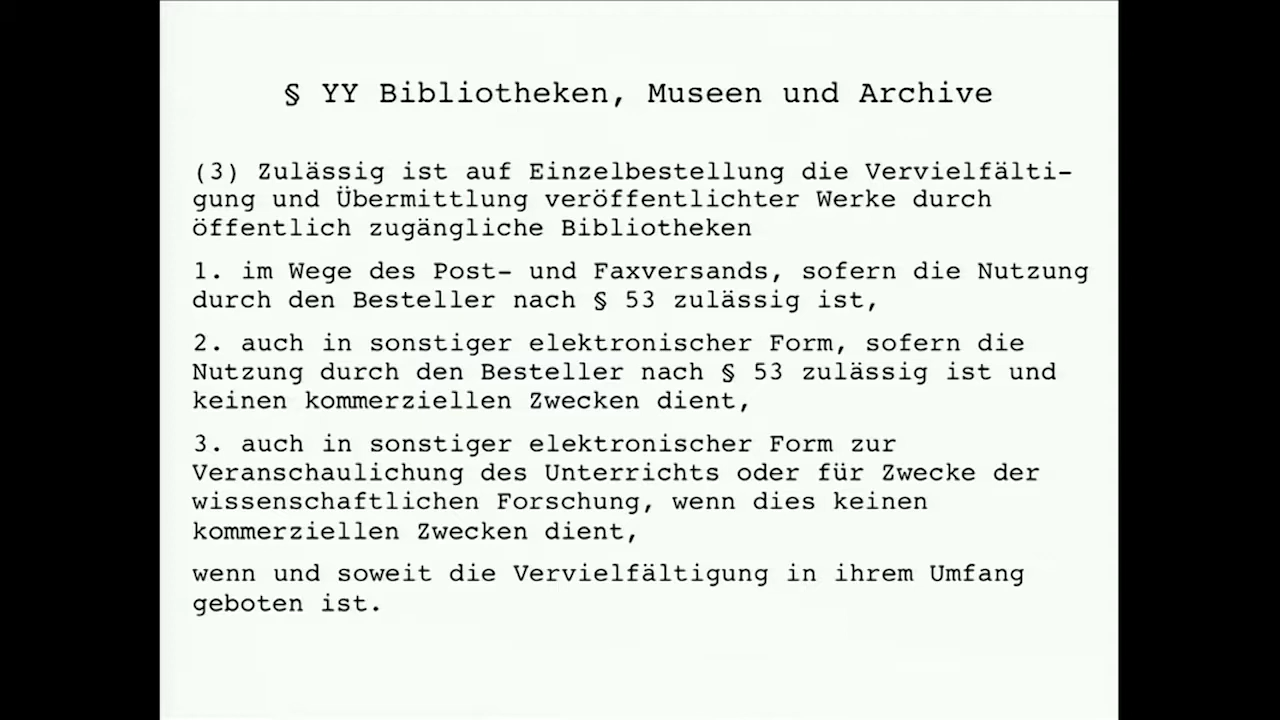 § YY Bibliotheken, Museen und Archive
(3) Zulässig ist auf Einzelbestellung die Vervielfälti-
gung und Übermittlung veröffentlichter Werke durch
öffentlich zugängliche Bibliotheken
1. im Wege des Post- und Faxversands, sofern die Nutzung
durch den Besteller nach § 53 zulässig ist,
2. auch in sonstiger elektronischer Form, sofern die
Nutzung durch den Besteller nach § 53 zulässig ist und
keinen kommerziellen Zwecken dient,
3. auch in sonstiger elektronischer Form zur
Veranschaulichung des Unterrichts oder für Zwecke der
wissenschaftlichen Forschung, wenn dies keinen
kommerziellen Zwecken dient,
wenn und soweit die Vervielfältigung in ihrem Umfang
geboten ist.